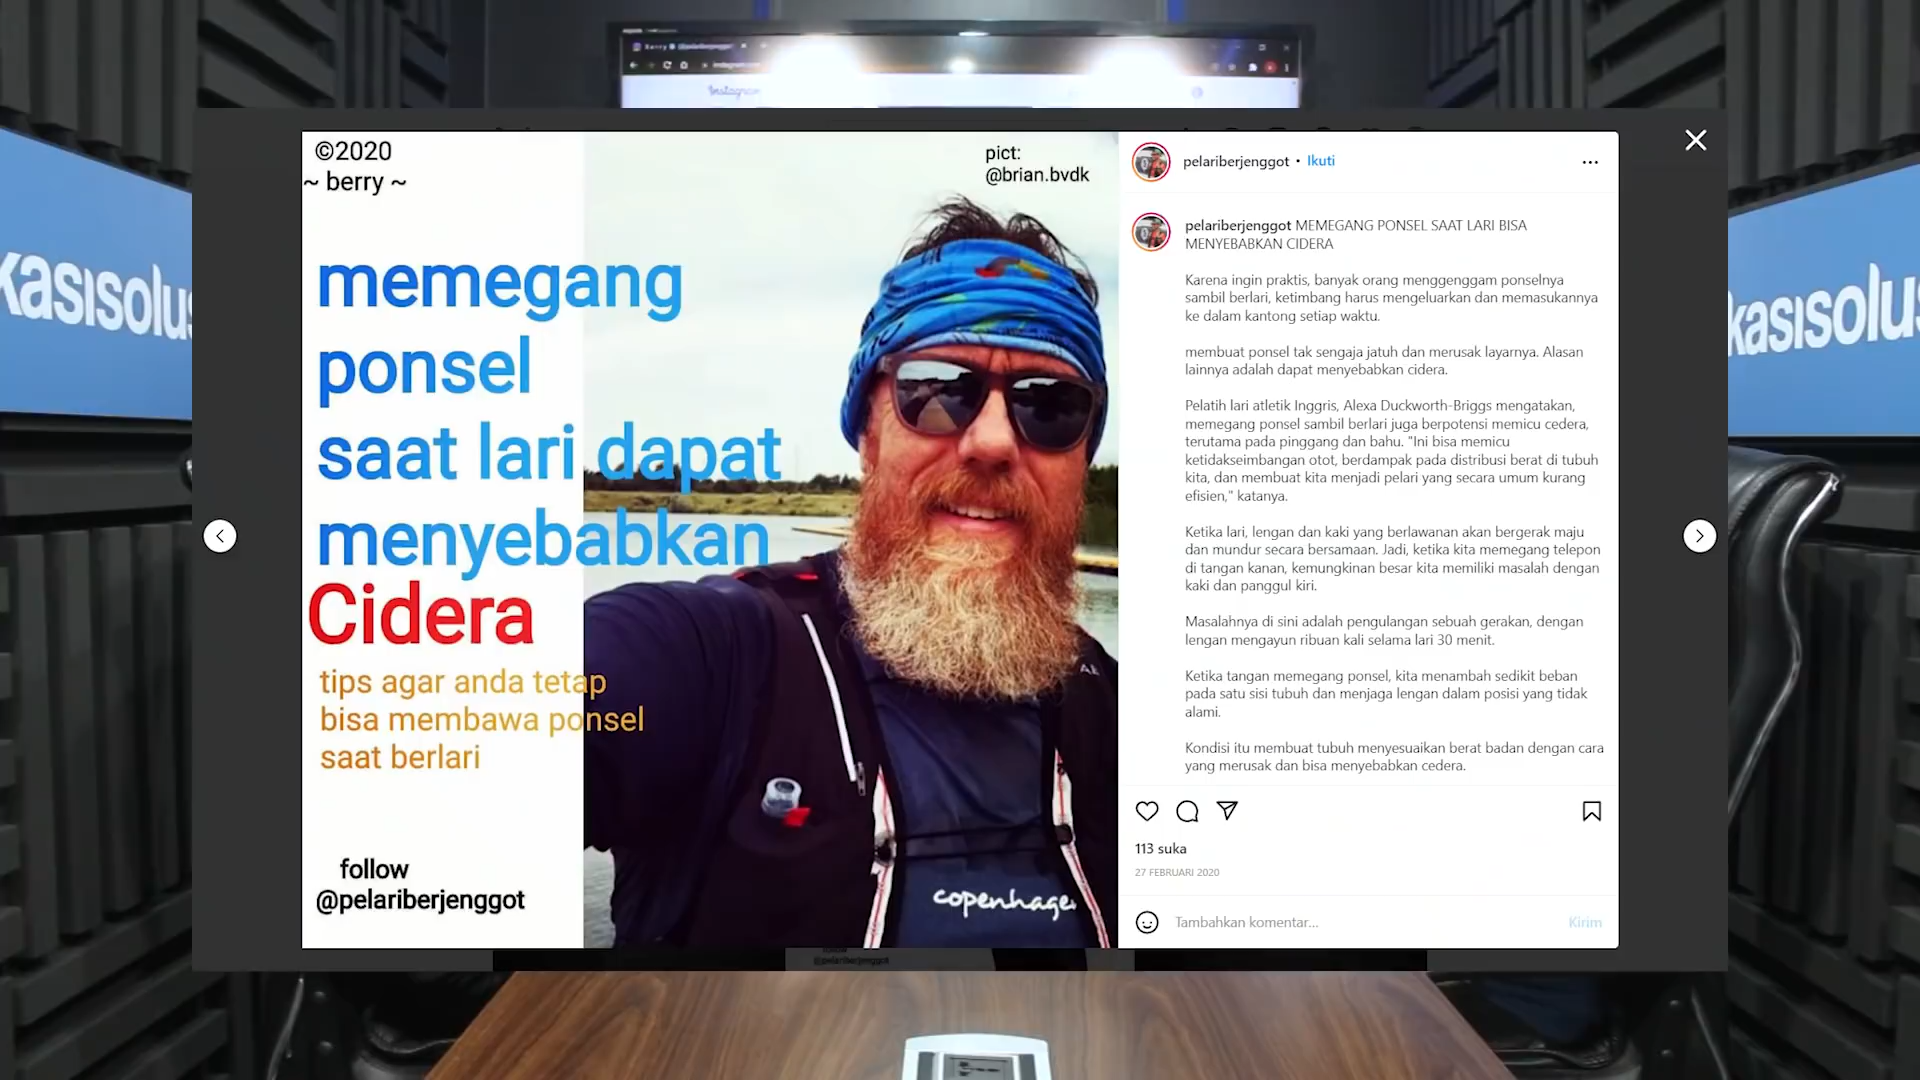 Instagram
kasisolus
kasisolu
©2020
~ berry ~
pict:
@brian.bvdk
memegang
ponsel
saat lari dapat
menyebabkan
Cidera
tips agar anda tetap
bisa membawa ponsel
saat berlari
follow
@pelariberjenggot
copenhagen
pelariberjenggot • Ikuti
pelariberjenggot MEMEGANG PONSEL SAAT LARI BISA
MENYEBABKAN CIDERA
Karena ingin praktis, banyak orang menggenggam ponselnya
sambil berlari, ketimbang harus mengeluarkan dan memasukannya
ke dalam kantong setiap waktu.
membuat ponsel tak sengaja jatuh dan merusak layarnya. Alasan
lainnya adalah dapat menyebabkan cidera.
Pelatih lari atletik Inggris, Alexa Duckworth-Briggs mengatakan,
memegang ponsel sambil berlari juga berpotensi memicu cedera,
terutama pada pinggang dan bahu. "Ini bisa memicu
ketidakseimbangan otot, berdampak pada distribusi berat di tubuh
kita, dan membuat kita menjadi pelari yang secara umum kurang
efisien," katanya.
Ketika lari, lengan dan kaki yang berlawanan akan bergerak maju
dan mundur secara bersamaan. Jadi, ketika kita memegang telepon
di tangan kanan, kemungkinan besar kita memiliki masalah dengan
kaki dan panggul kiri.
Masalahnya di sini adalah pengulangan sebuah gerakan, dengan
lengan mengayun ribuan kali selama lari 30 menit.
Ketika tangan memegang ponsel, kita menambah sedikit beban
pada satu sisi tubuh dan menjaga lengan dalam posisi yang tidak
alami.
Kondisi itu membuat tubuh menyesuaikan berat badan dengan cara
yang merusak dan bisa menyebabkan cedera.
113 suka
27 FEBRUARI 2020
Tambahkan komentar...
Kirim
@pelariberjenggot